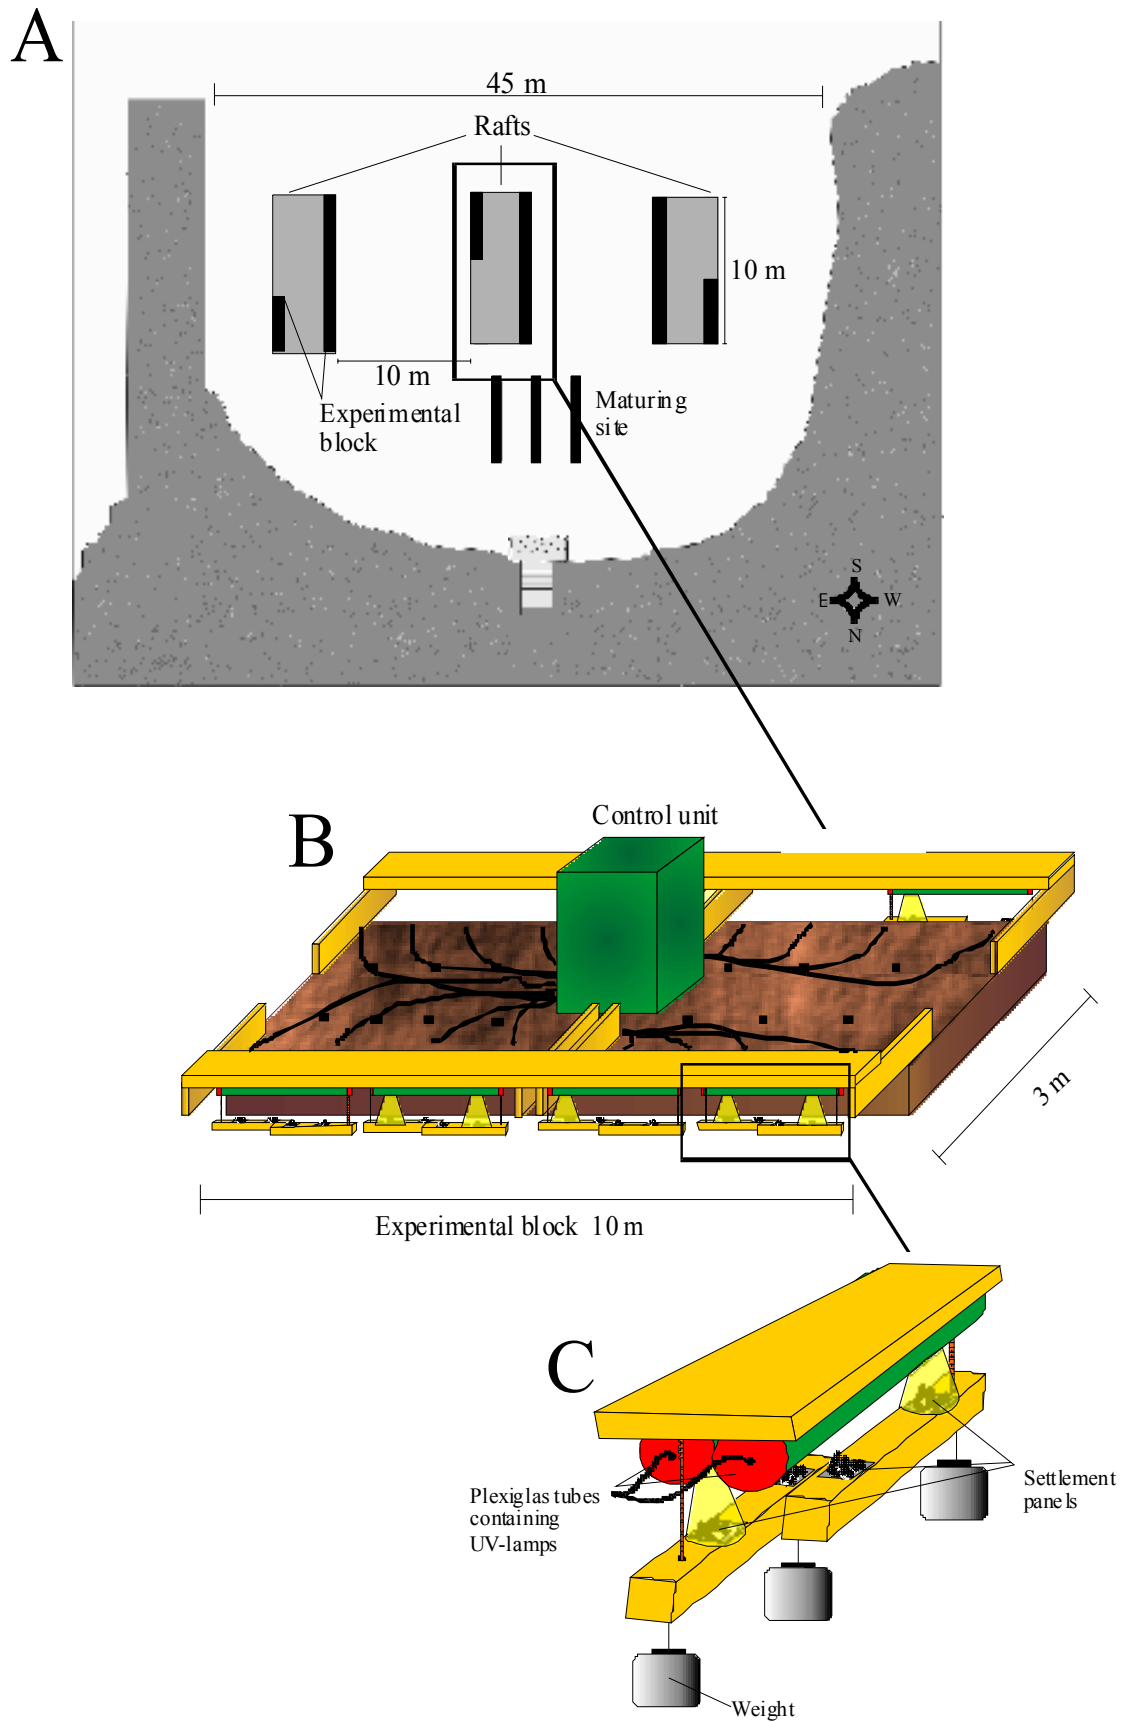 A
45 m
Rafts
10 m
10 m
Experimental
block
Maturing
site
S
E W
N
B
Control unit
3 m
Experimental block 10 m
C
Plexiglas tubes
containing
UV-lamps
Settlement
panels
Weight